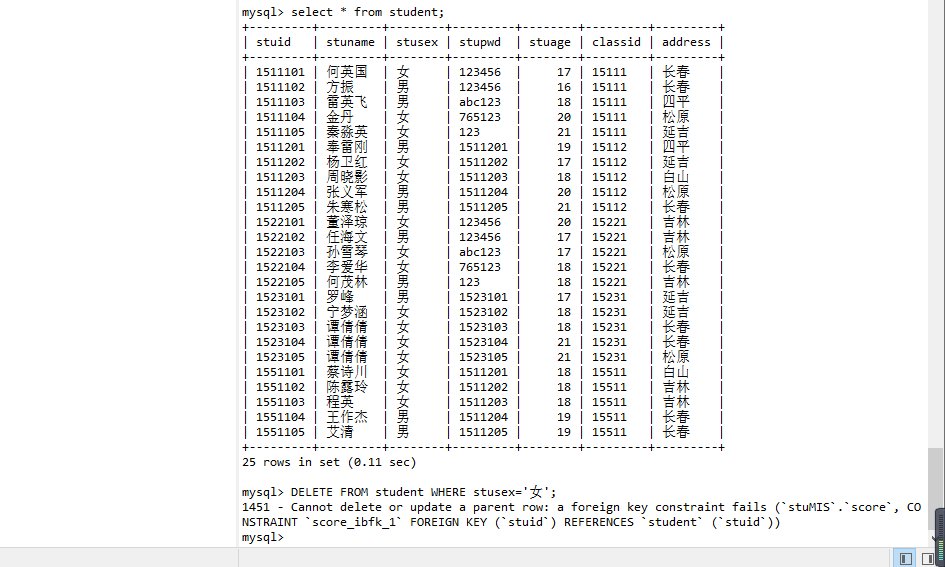 mysql> select * from student;
+---------+---------+--------+---------+--------+---------+---------+
| stuid   | stuname | stusex | stupwd  | stuage | classid | address |
+---------+---------+--------+---------+--------+---------+---------+
| 1511101 | 何英国 | 女 | 123456 | 17 | 15111 | 长春 |
| 1511102 | 方振 | 男 | 123456 | 16 | 15111 | 长春 |
| 1511103 | 雷英飞 | 男 | abc123 | 18 | 15111 | 四平 |
| 1511104 | 金丹 | 女 | 765123 | 20 | 15111 | 松原 |
| 1511105 | 秦淼英 | 女 | 123 | 21 | 15111 | 延吉 |
| 1511201 | 奉雷刚 | 男 | 1511201 | 19 | 15112 | 四平 |
| 1511202 | 杨卫红 | 女 | 1511202 | 17 | 15112 | 延吉 |
| 1511203 | 周晓影 | 女 | 1511203 | 18 | 15112 | 白山 |
| 1511204 | 张义军 | 男 | 1511204 | 20 | 15112 | 松原 |
| 1511205 | 朱寒松 | 男 | 1511205 | 21 | 15112 | 长春 |
| 1522101 | 董泽琼 | 女 | 123456 | 20 | 15221 | 吉林 |
| 1522102 | 任海文 | 男 | 123456 | 17 | 15221 | 吉林 |
| 1522103 | 孙雪琴 | 女 | abc123 | 17 | 15221 | 松原 |
| 1522104 | 李爱华 | 女 | 765123 | 18 | 15221 | 长春 |
| 1522105 | 何茂林 | 男 | 123 | 18 | 15221 | 吉林 |
| 1523101 | 罗峰 | 男 | 1523101 | 17 | 15231 | 延吉 |
| 1523102 | 宁梦涵 | 女 | 1523102 | 18 | 15231 | 延吉 |
| 1523103 | 谭倩倩 | 女 | 1523103 | 18 | 15231 | 长春 |
| 1523104 | 谭倩倩 | 女 | 1523104 | 21 | 15231 | 长春 |
| 1523105 | 谭倩倩 | 女 | 1523105 | 21 | 15231 | 松原 |
| 1551101 | 蔡诗川 | 女 | 1511201 | 18 | 15511 | 白山 |
| 1551102 | 陈露玲 | 女 | 1511202 | 18 | 15511 | 吉林 |
| 1551103 | 程英 | 女 | 1511203 | 18 | 15511 | 吉林 |
| 1551104 | 王作杰 | 男 | 1511204 | 19 | 15511 | 长春 |
| 1551105 | 艾清 | 男 | 1511205 | 19 | 15511 | 长春 |
+---------+---------+--------+---------+--------+---------+---------+
25 rows in set (0.11 sec)
mysql> DELETE FROM student WHERE stusex='女';
1451 - Cannot delete or update a parent row: a foreign key constraint fails (`stuMIS`.`score`, CO
NSTRAINT `score_ibfk_1` FOREIGN KEY (`stuid`) REFERENCES `student` (`stuid`))
mysql>